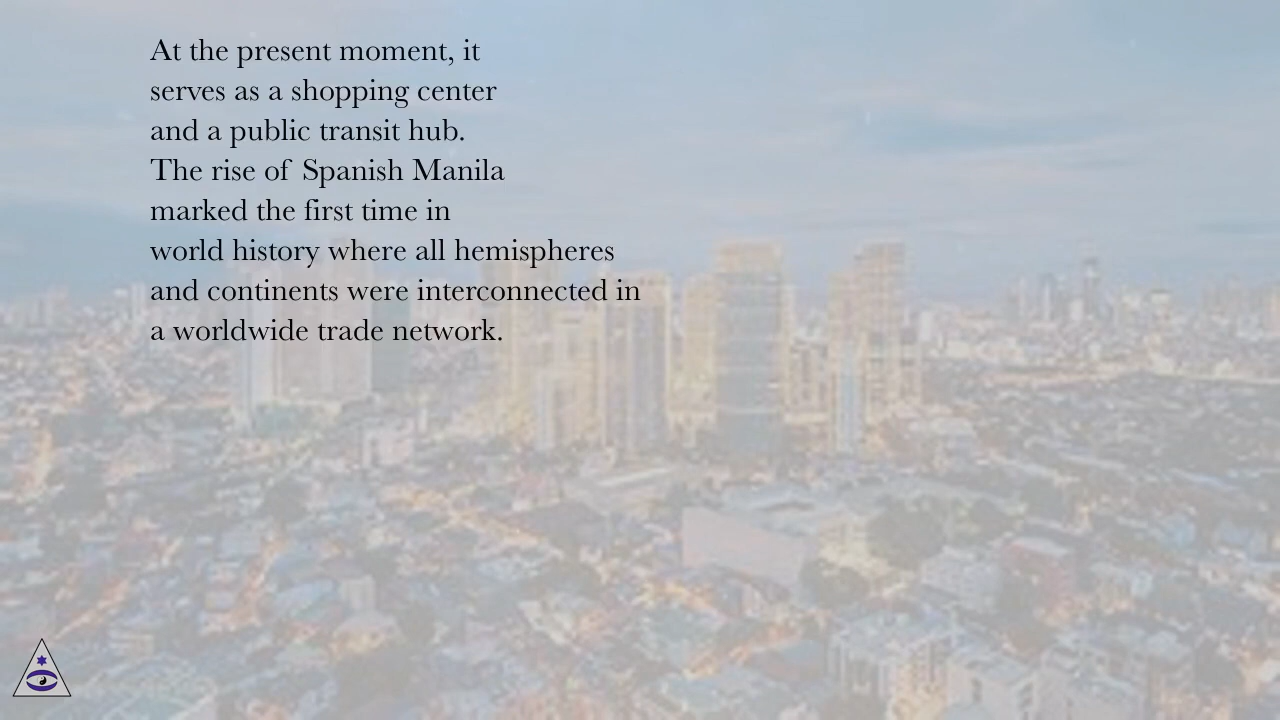 At the present moment, it
serves as a shopping center
and a public transit hub.
The rise of Spanish Manila
marked the first time in
world history where all hemispheres
and continents were interconnected in
a worldwide trade network.